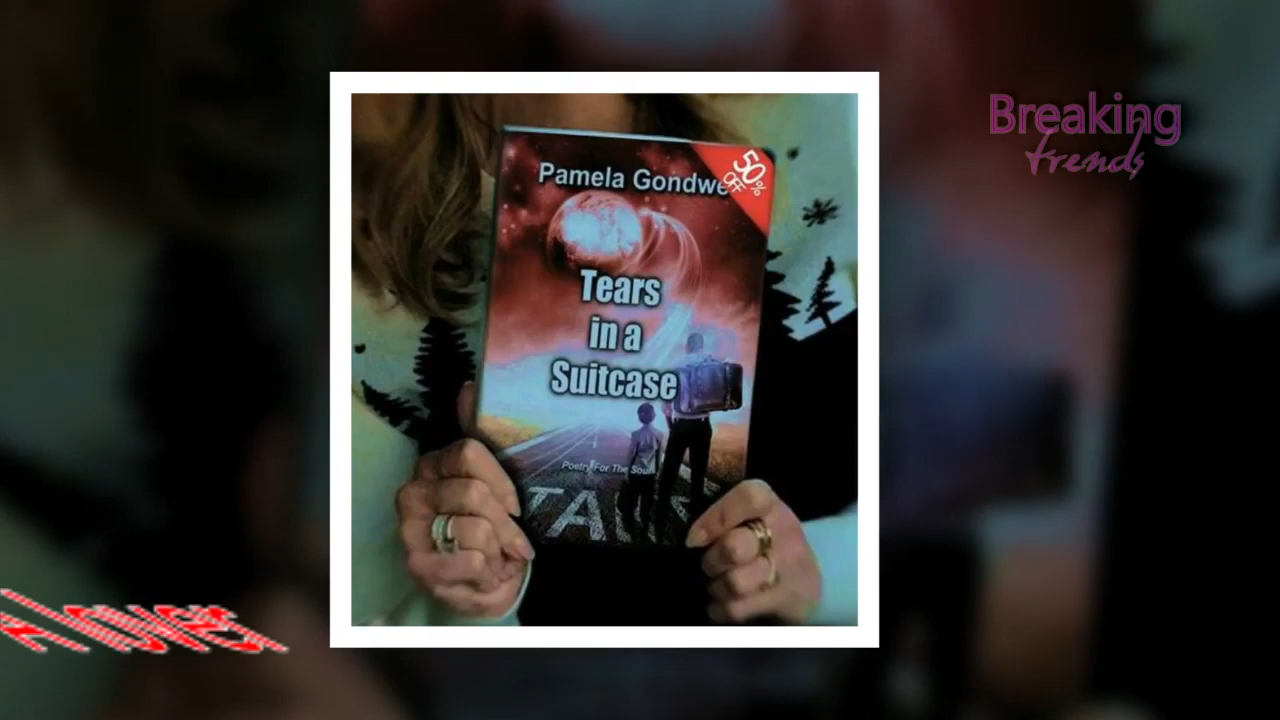 Breaking
trends
Pamela Gondwe
50%
OFF
Tears
in a
Suitcase
Poetry For The Soul